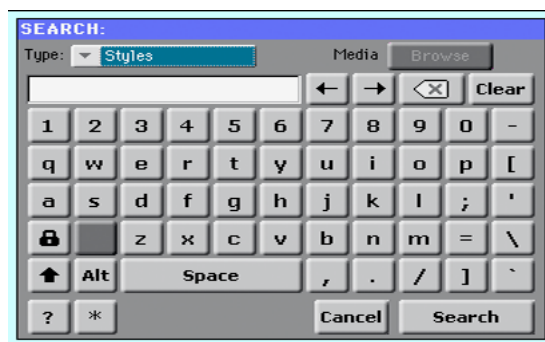 SEARCH:
Type: Styles Media Browse
Clear
1 2 3 4 5 6 7 8 9 0 -
q w e r t y u i o p [
a s d f g h j k l ; '
z x c v b n m = \
Alt Space , . / ] `
? * Cancel Search